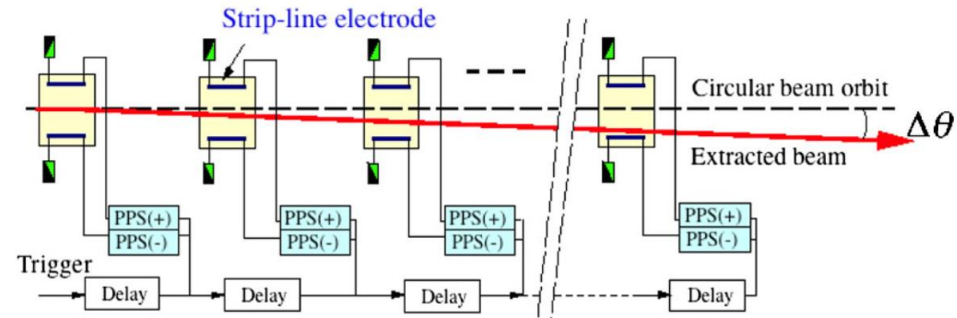 Strip-line electrode
Circular beam orbit
Δθ
Extracted beam
PPS(+) PPS(+) PPS(+) PPS(+)
PPS(-) PPS(-) PPS(-) PPS(-)
Trigger
Delay Delay Delay Delay